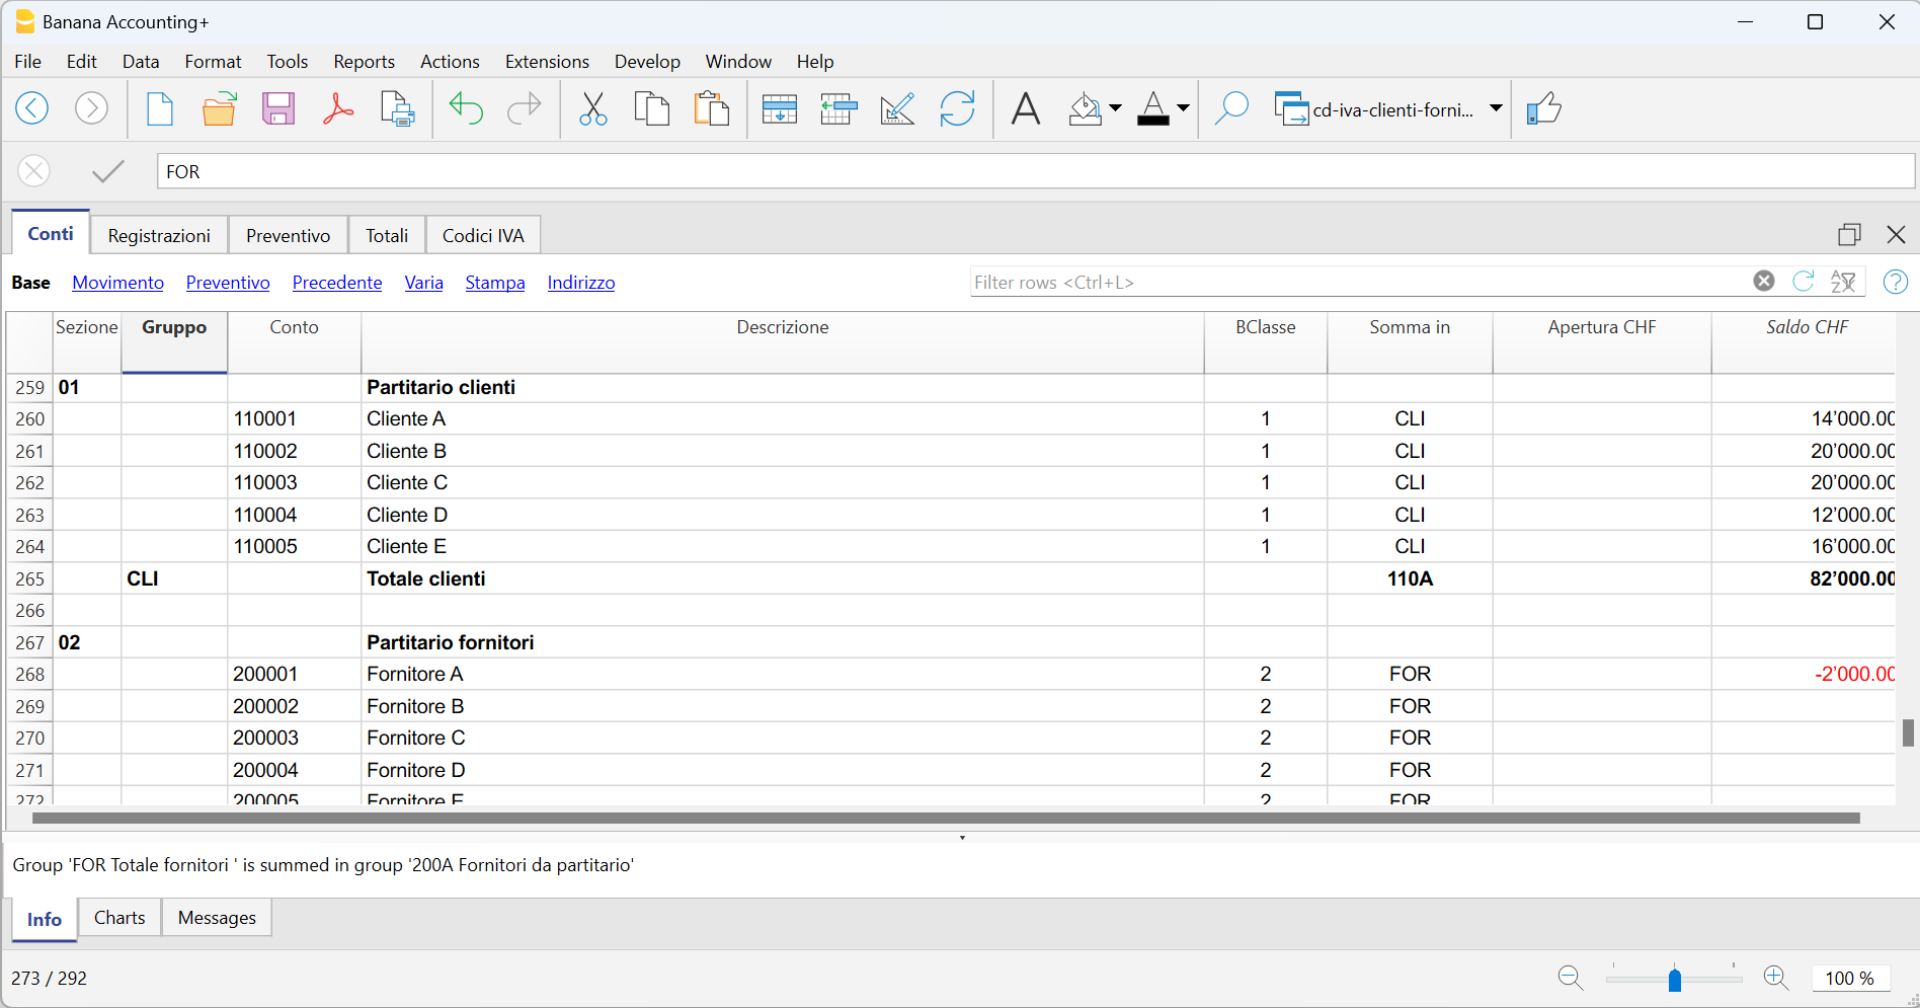 Banana Accounting+
File Edit Data Format Tools Reports Actions Extensions Develop Window Help
cd-iva-clienti-forni...
FOR
Conti Registrazioni Preventivo Totali Codici IVA
Base Movimento Preventivo Precedente Varia Stampa Indirizzo Filter rows <Ctrl+L>
Sezione Gruppo Conto Descrizione BClasse Somma in Apertura CHF Saldo CHF
259 01 Partitario clienti
260 110001 Cliente A 1 CLI 14'000.00
261 110002 Cliente B 1 CLI 20'000.00
262 110003 Cliente C 1 CLI 20'000.00
263 110004 Cliente D 1 CLI 12'000.00
264 110005 Cliente E 1 CLI 16'000.00
265 CLI Totale clienti 110A 82'000.00
266
267 02 Partitario fornitori
268 200001 Fornitore A 2 FOR -2'000.00
269 200002 Fornitore B 2 FOR
270 200003 Fornitore C 2 FOR
271 200004 Fornitore D 2 FOR
272 200005 Fornitore E 2 FOR
Group 'FOR Totale fornitori ' is summed in group '200A Fornitori da partitario'
Info Charts Messages
273 / 292 100 %